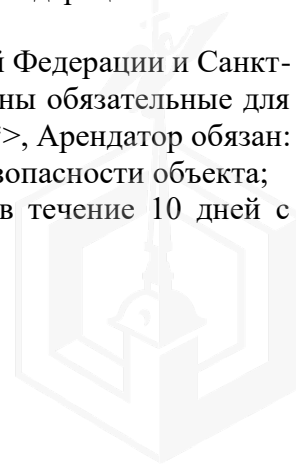 й Федерации и Санкт-
ны обязательные для
>, Арендатор обязан:
зопасности объекта;
в течение 10 дней с